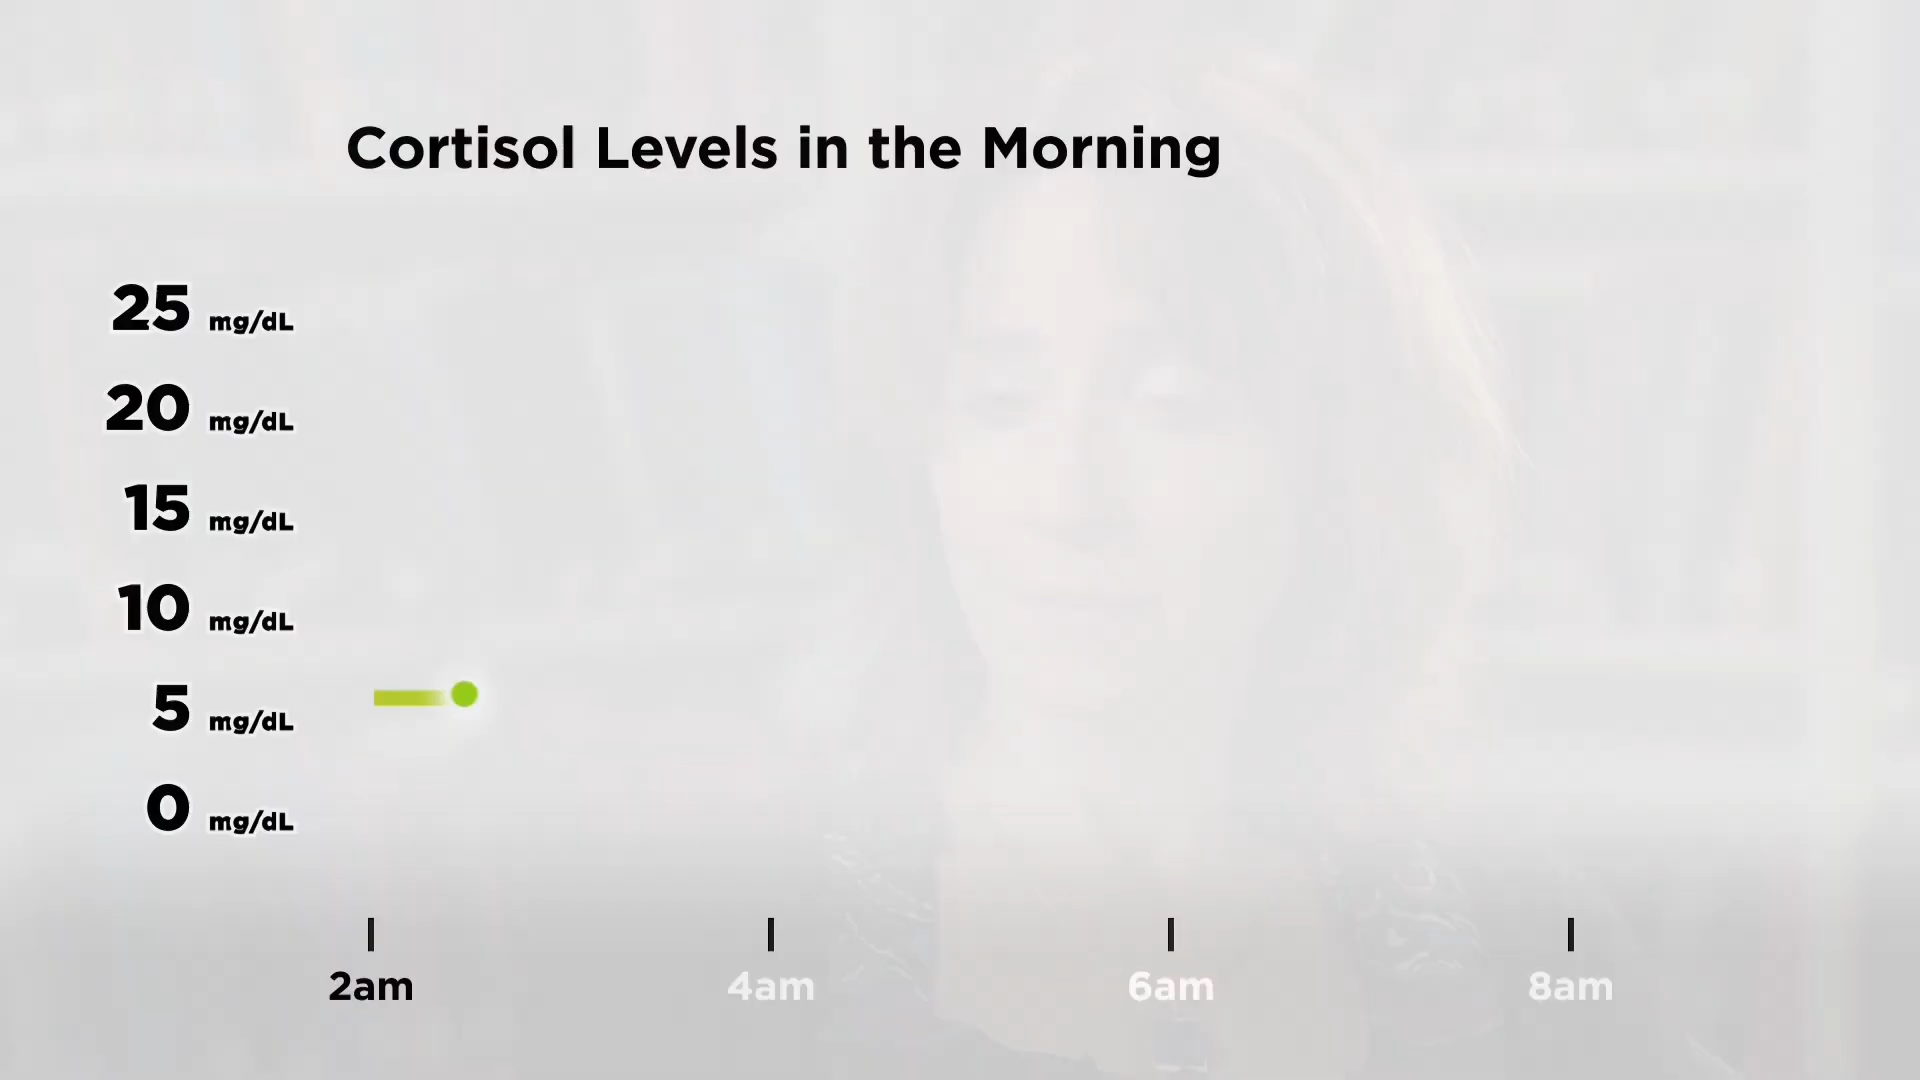 Cortisol Levels in the Morning
25 mg/dL
20 mg/dL
15 mg/dL
10 mg/dL
5 mg/dL
0 mg/dL
2am 4am 6am 8am